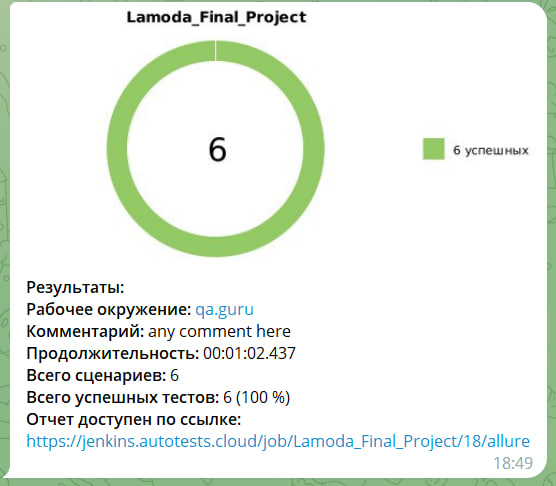 Lamoda_Final_Project
6
6 успешных
Результаты:
Рабочее окружение: qa.guru
Комментарий: any comment here
Продолжительность: 00:01:02.437
Всего сценариев: 6
Всего успешных тестов: 6 (100 %)
Отчет доступен по ссылке:
https://jenkins.autotests.cloud/job/Lamoda_Final_Project/18/allure
18:49